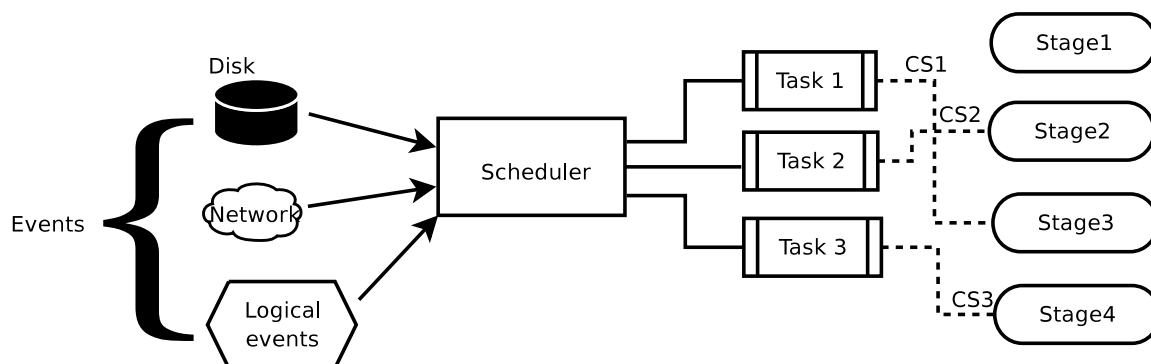 Events
Disk
Network
Logical
events
Scheduler
Task 1
Task 2
Task 3
CS1
CS2
CS3
Stage1
Stage2
Stage3
Stage4